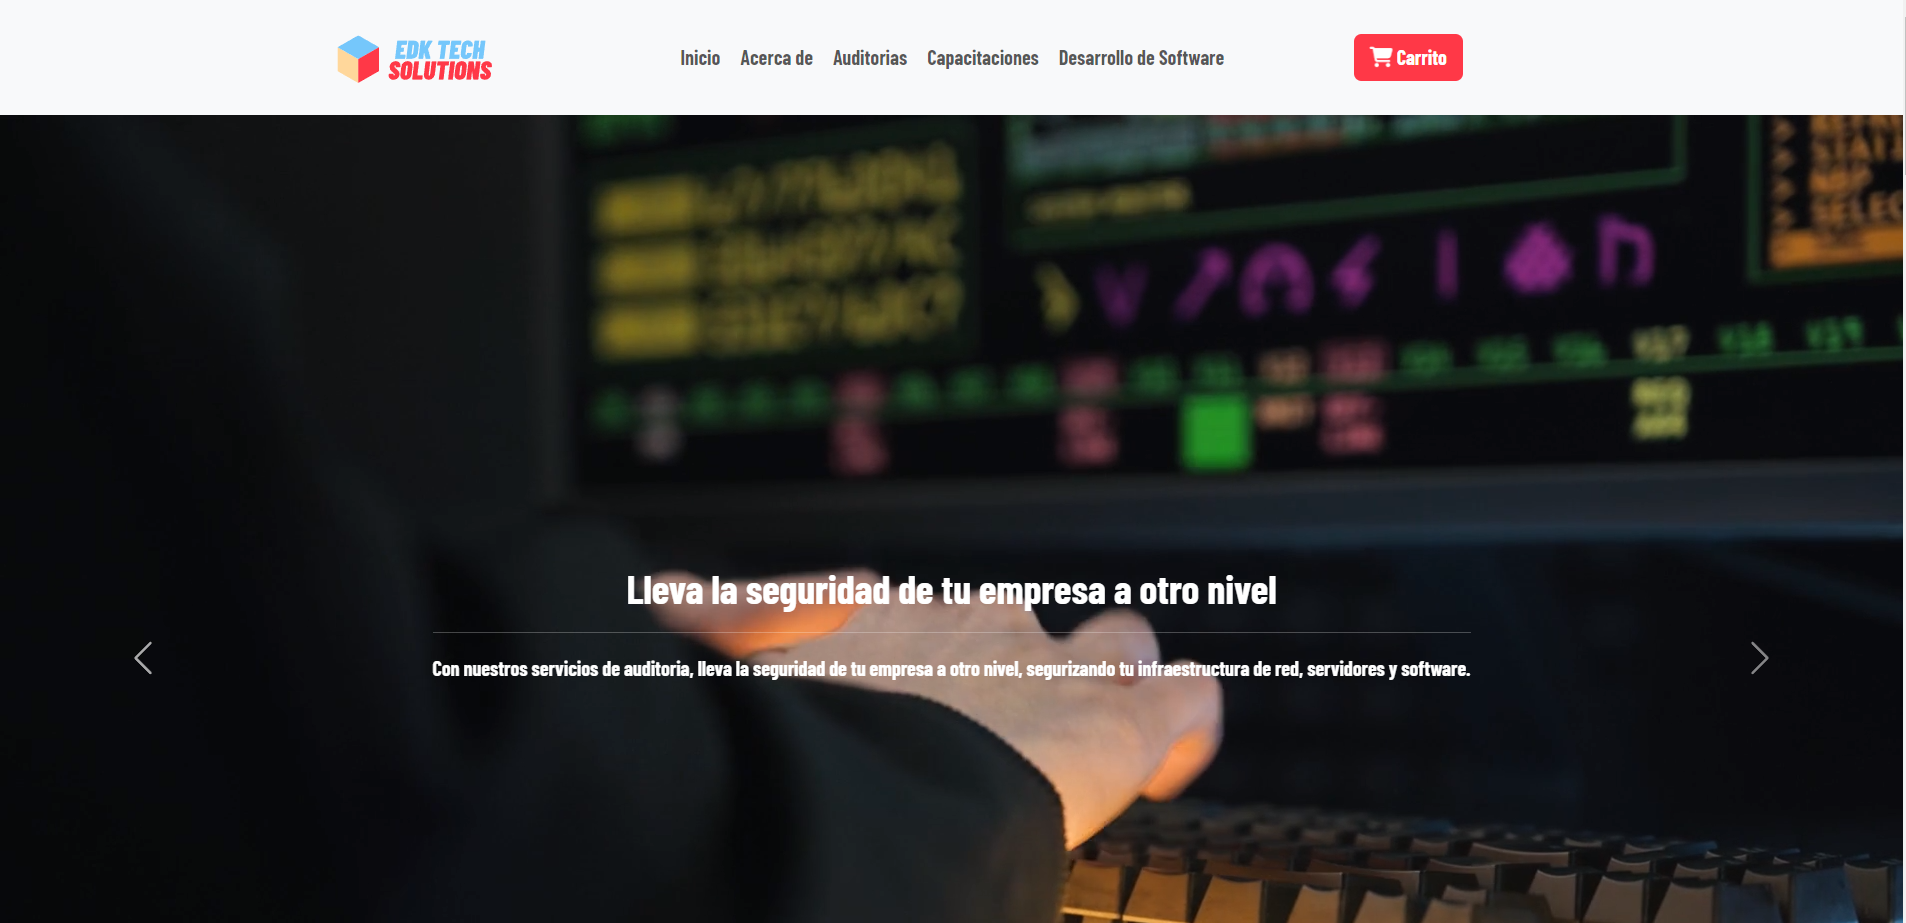 EDK TECH
SOLUTIONS
Inicio
Acerca de
Auditorias
Capacitaciones
Desarrollo de Software
Carrito
Lleva la seguridad de tu empresa a otro nivel
Con nuestros servicios de auditoria, lleva la seguridad de tu empresa a otro nivel, segurizando tu infraestructura de red, servidores y software.